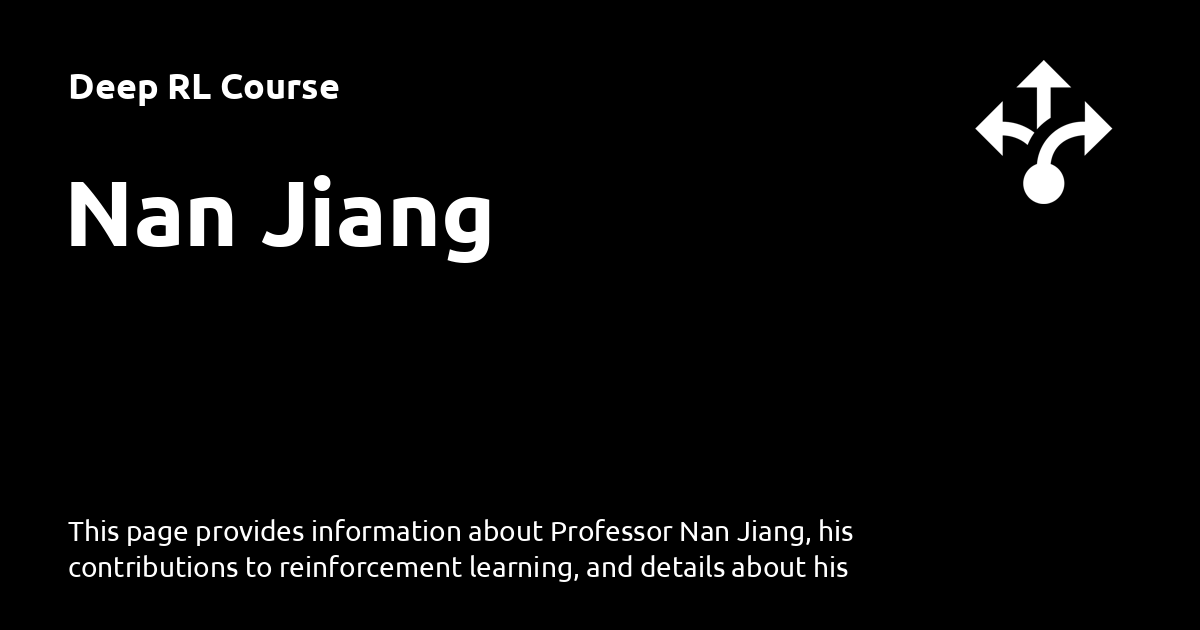 Deep RL Course
Nan Jiang
This page provides information about Professor Nan Jiang, his
contributions to reinforcement learning, and details about his